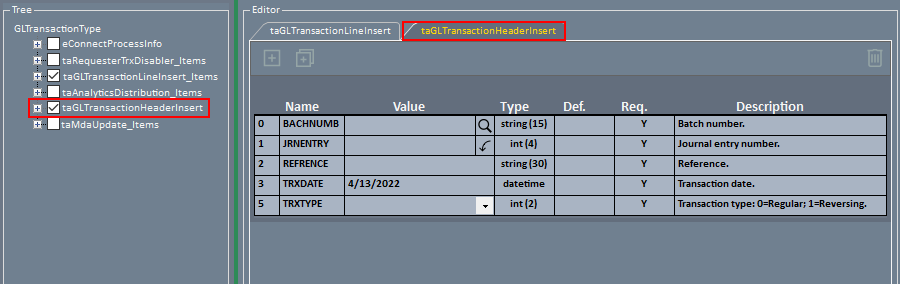 Tree
GLTransactionType
eConnectProcessInfo
taRequesterTrxDisabler_Items
taGLTransactionLineInsert_Items
taAnalyticsDistribution_Items
taGLTransactionHeaderInsert
taMdaUpdate_Items
Editor
taGLTransactionLineInsert taGLTransactionHeaderInsert
Name Value Type Def. Req. Description
0 BACHNUMB string (15) Y Batch number.
1 JRNENTRY int (4) Y Journal entry number.
2 REFRENCE string (30) Y Reference.
3 TRXDATE 4/13/2022 datetime Y Transaction date.
5 TRXTYPE int (2) Y Transaction type: 0=Regular; 1=Reversing.